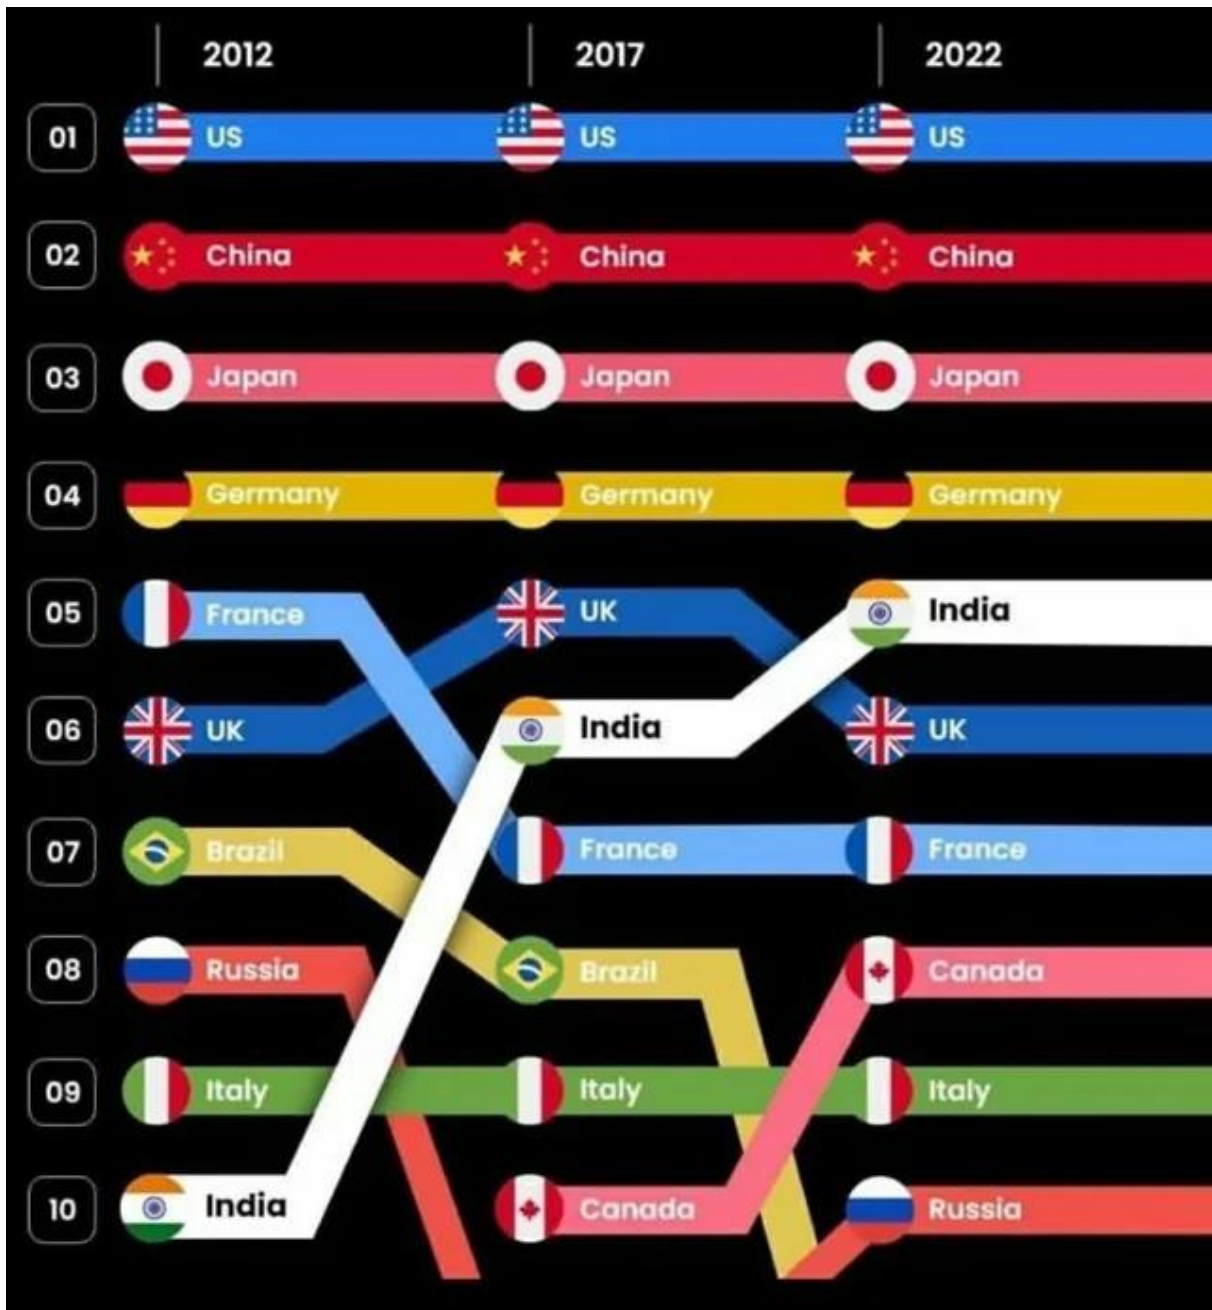 2012 2017 2022
01 US US US
02 China China China
03 Japan Japan Japan
04 Germany Germany Germany
05 France UK India
06 UK India UK
07 Brazil France France
08 Russia Brazil Canada
09 Italy Italy Italy
10 India Canada Russia